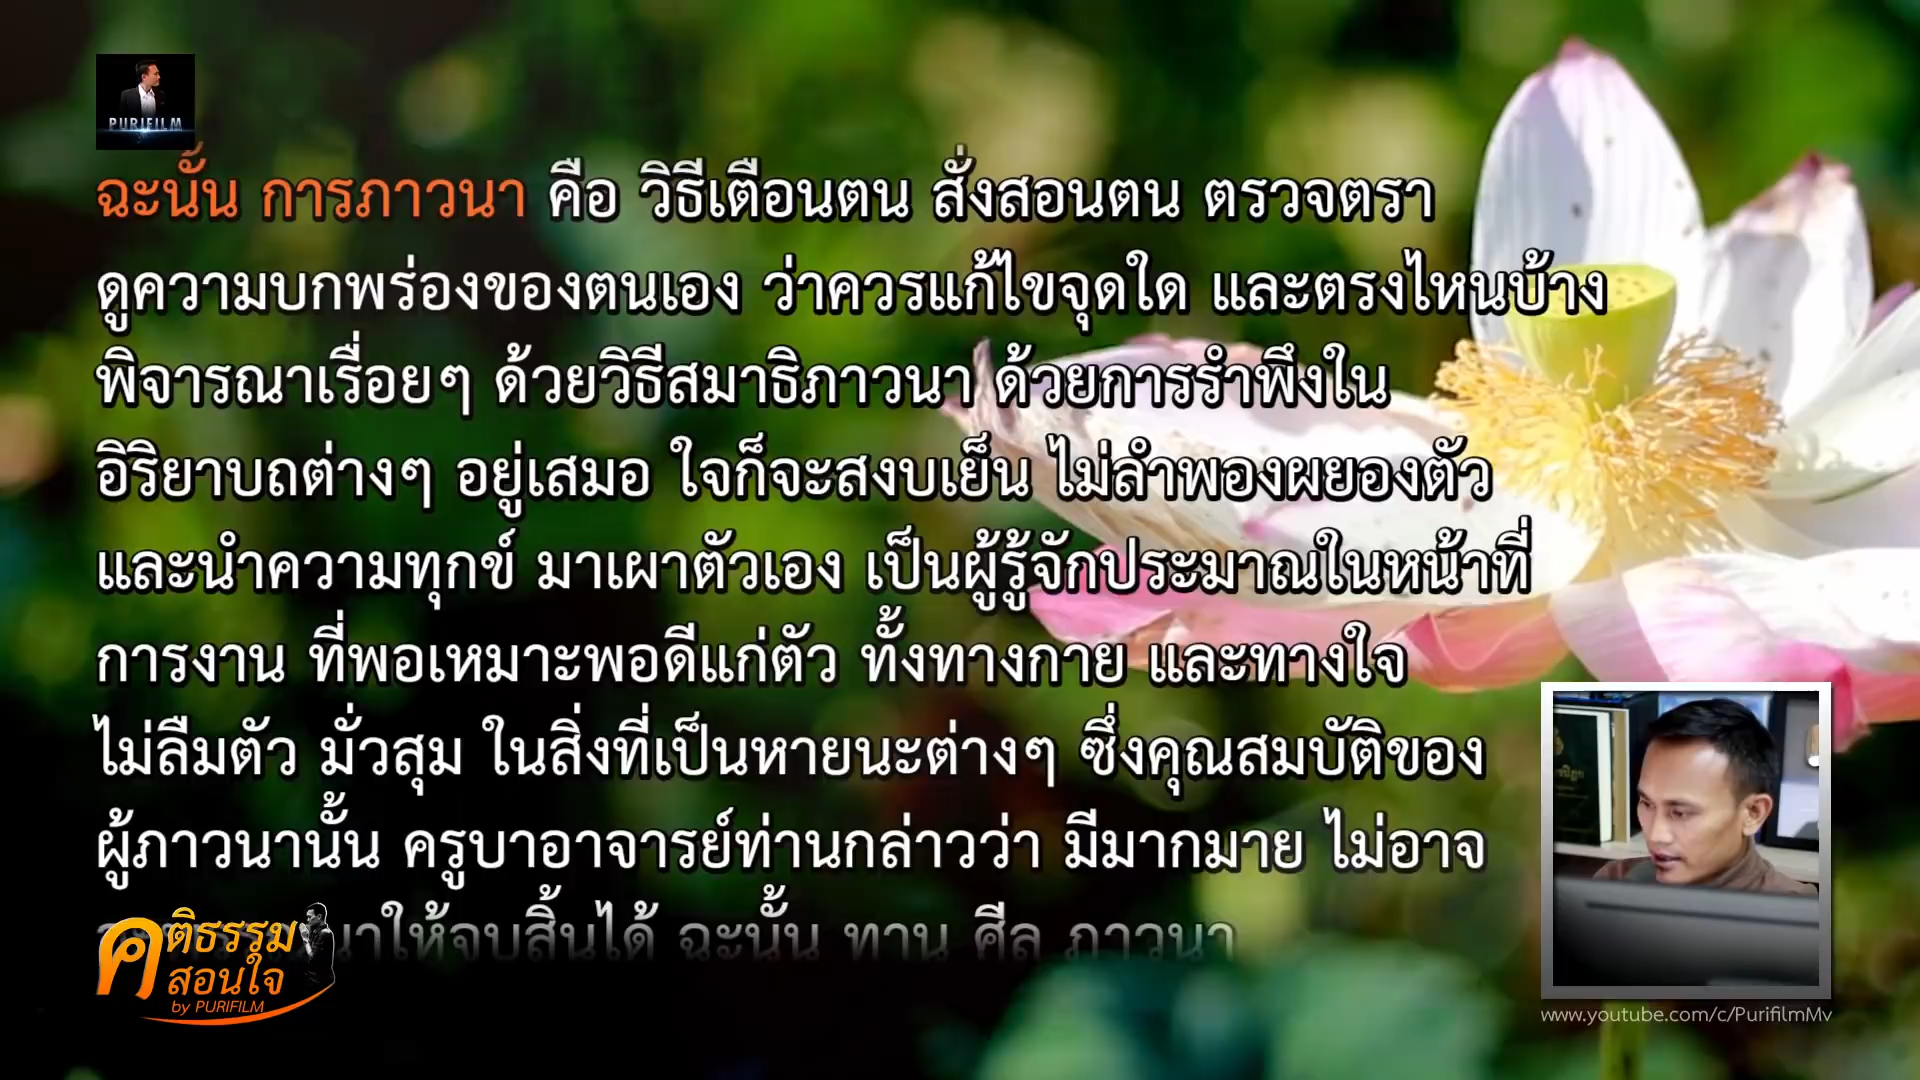 PURIFILM
ฉะนั้น การภาวนา คือ วิธีเตือนตน สั่งสอนตน ตรวจตรา
ดูความบกพร่องของตนเอง ว่าควรแก้ไขจุดใด และตรงไหนบ้าง
พิจารณาเรื่อยๆ ด้วยวิธีสมาธิภาวนา ด้วยการรำพึงใน
อิริยาบถต่างๆ อยู่เสมอ ใจก็จะสงบเย็น ไม่ลำพองผยองตัว
และนำความทุกข์ มาเผาตัวเอง เป็นผู้รู้จักประมาณในหน้าที่
การงาน ที่พอเหมาะพอดีแก่ตัว ทั้งทางกาย และทางใจ
ไม่ลืมตัว มั่วสุม ในสิ่งที่เป็นหายนะต่างๆ ซึ่งคุณสมบัติของ
ผู้ภาวนานั้น ครูบาอาจารย์ท่านกล่าวว่า มีมากมาย ไม่อาจ
ให้จบสิ้นได้ ฉะนั้น ทาน ศีล ภาวนา
คติธรรม
สอนใจ
by PURIFILM
www.youtube.com/c/PurifilmMv